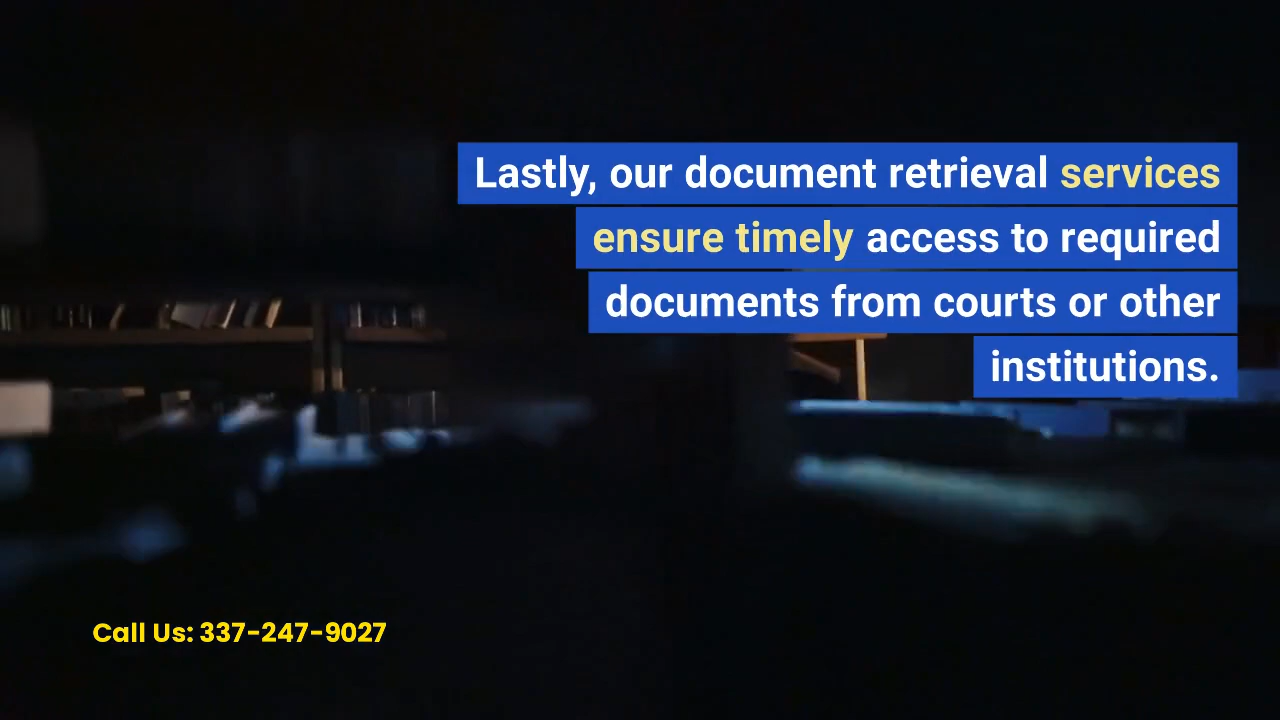 Lastly, our document retrieval services
ensure timely access to required
documents from courts or other
institutions.
Call Us: 337-247-9027